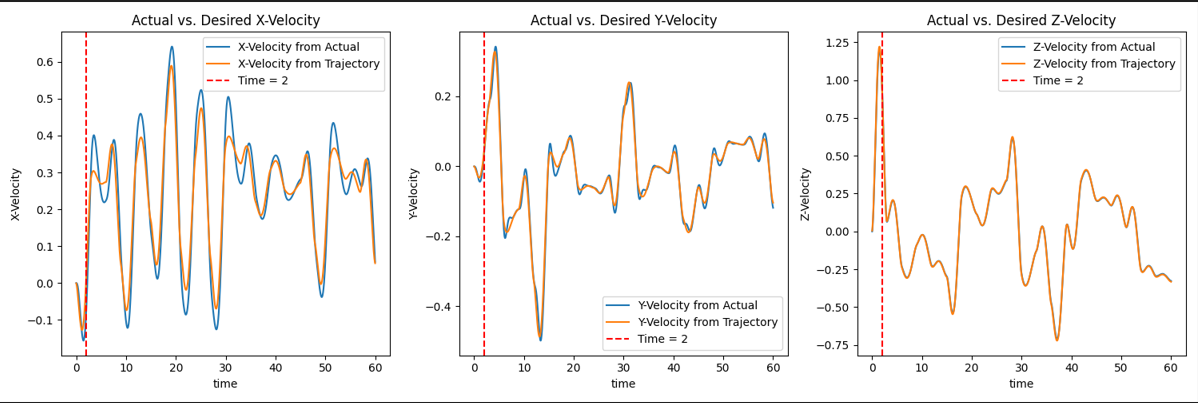 Actual vs. Desired X-Velocity
X-Velocity from Actual
X-Velocity from Trajectory
Time = 2
0.6
0.5
0.4
0.3
0.2
0.1
0.0
−0.1
X-Velocity
0 10 20 30 40 50 60
time
Actual vs. Desired Y-Velocity
0.2
0.0
−0.2
−0.4
Y-Velocity
Y-Velocity from Actual
Y-Velocity from Trajectory
Time = 2
0 10 20 30 40 50 60
time
Actual vs. Desired Z-Velocity
Z-Velocity from Actual
Z-Velocity from Trajectory
Time = 2
1.25
1.00
0.75
0.50
0.25
0.00
−0.25
−0.50
−0.75
Z-Velocity
0 10 20 30 40 50 60
time